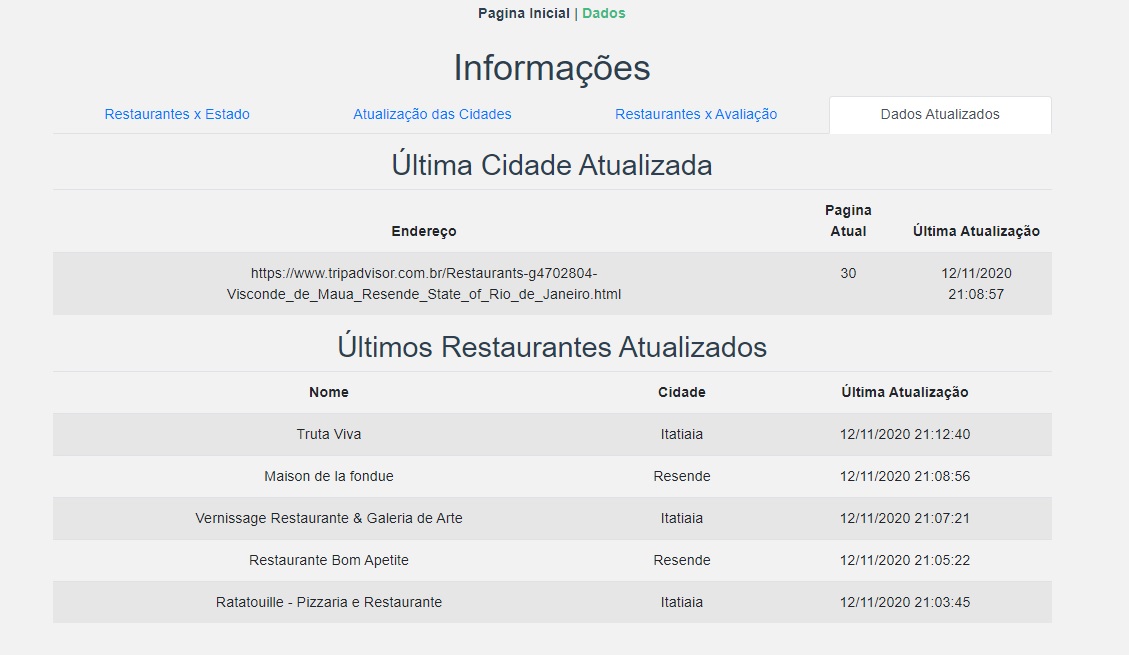 Pagina Inicial | Dados
Informações
Restaurantes x Estado Atualização das Cidades Restaurantes x Avaliação Dados Atualizados
Última Cidade Atualizada
Endereço Pagina Atual Última Atualização
https://www.tripadvisor.com.br/Restaurants-g4702804- 30 12/11/2020
Visconde_de_Maua_Resende_State_of_Rio_de_Janeiro.html 21:08:57
Últimos Restaurantes Atualizados
Nome Cidade Última Atualização
Truta Viva Itatiaia 12/11/2020 21:12:40
Maison de la fondue Resende 12/11/2020 21:08:56
Vernissage Restaurante & Galeria de Arte Itatiaia 12/11/2020 21:07:21
Restaurante Bom Apetite Resende 12/11/2020 21:05:22
Ratatouille - Pizzaria e Restaurante Itatiaia 12/11/2020 21:03:45